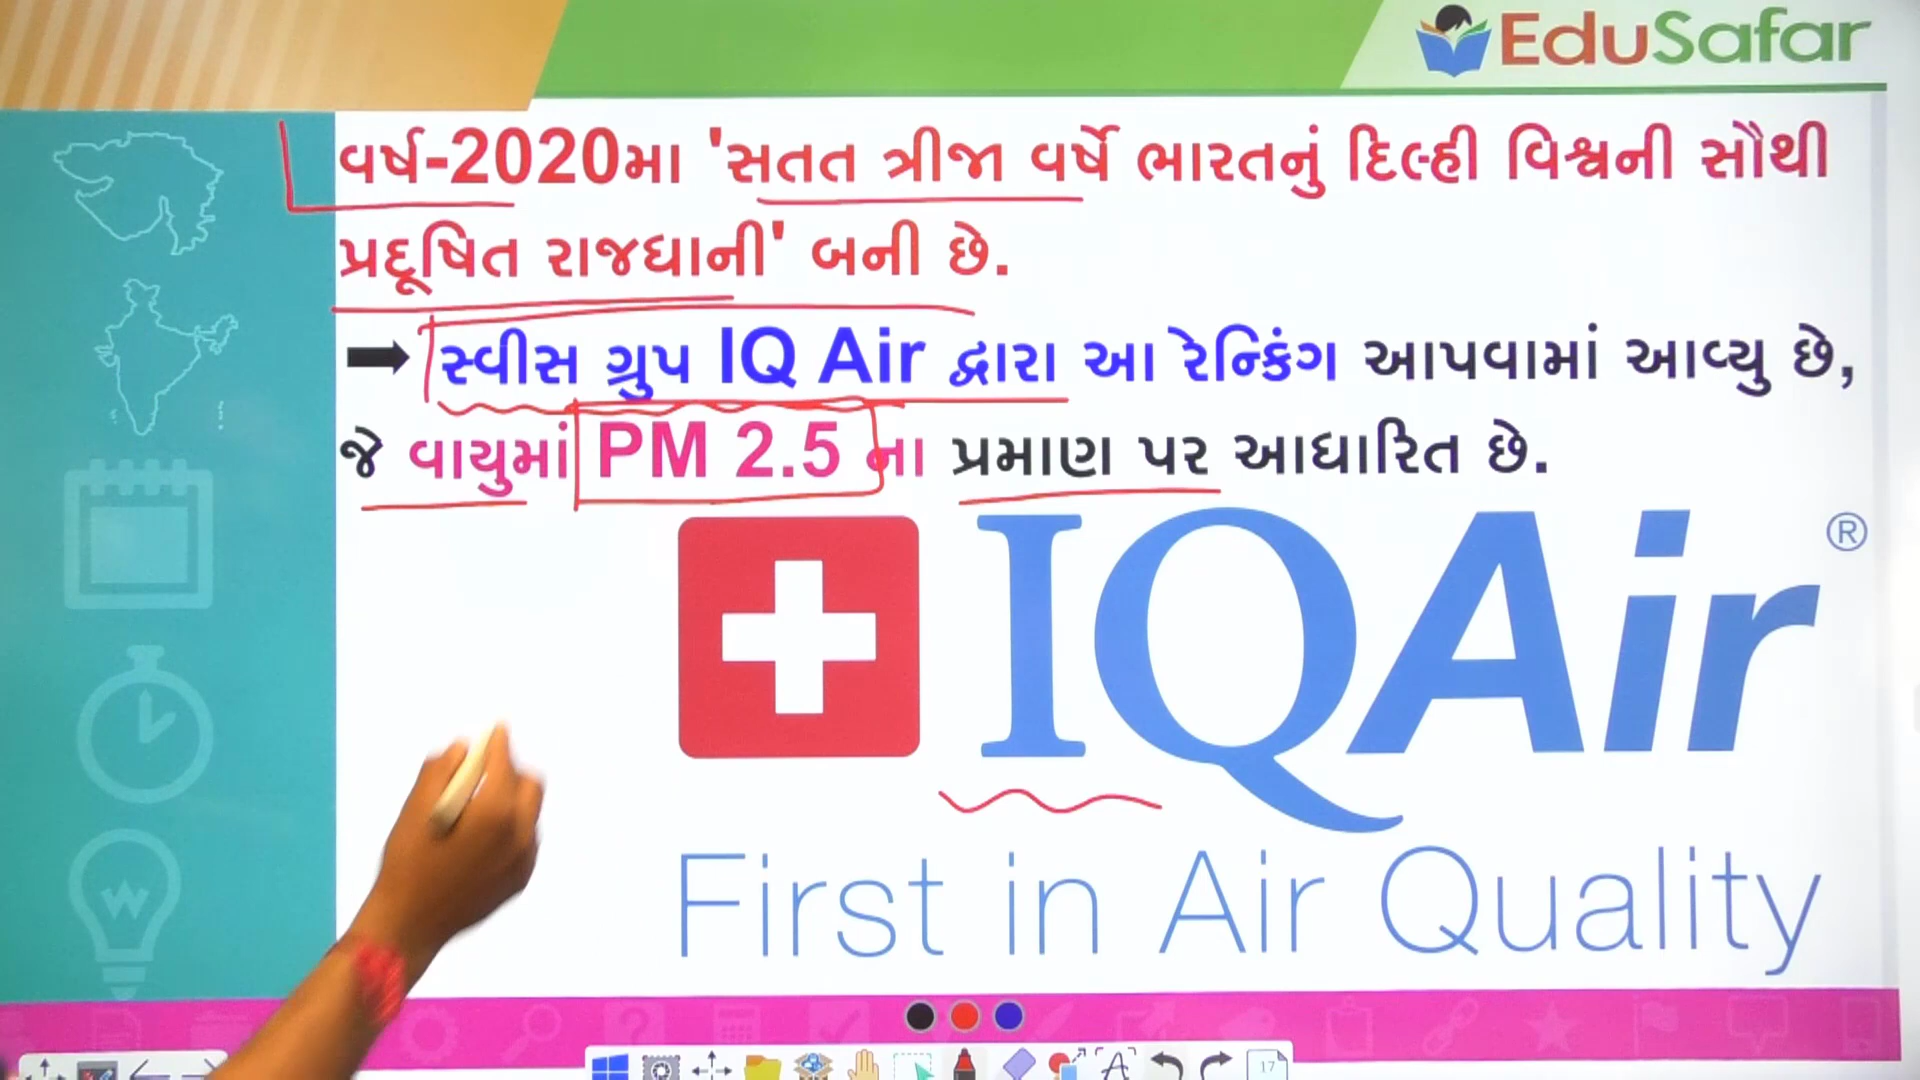 EduSafar
વર્ષ-2020મા 'સતત ત્રીજા વર્ષે ભારતનું દિલ્હી વિશ્વની સૌથી
પ્રદૂષિત રાજધાની' બની છે.
સ્વીસ ગ્રુપ IQ Air દ્વારા આ રેન્કિંગ આપવામાં આવ્યુ છે,
જે વાયુમાં PM 2.5 ના પ્રમાણ પર આધારિત છે.
IQAir®
First in Air Quality
17